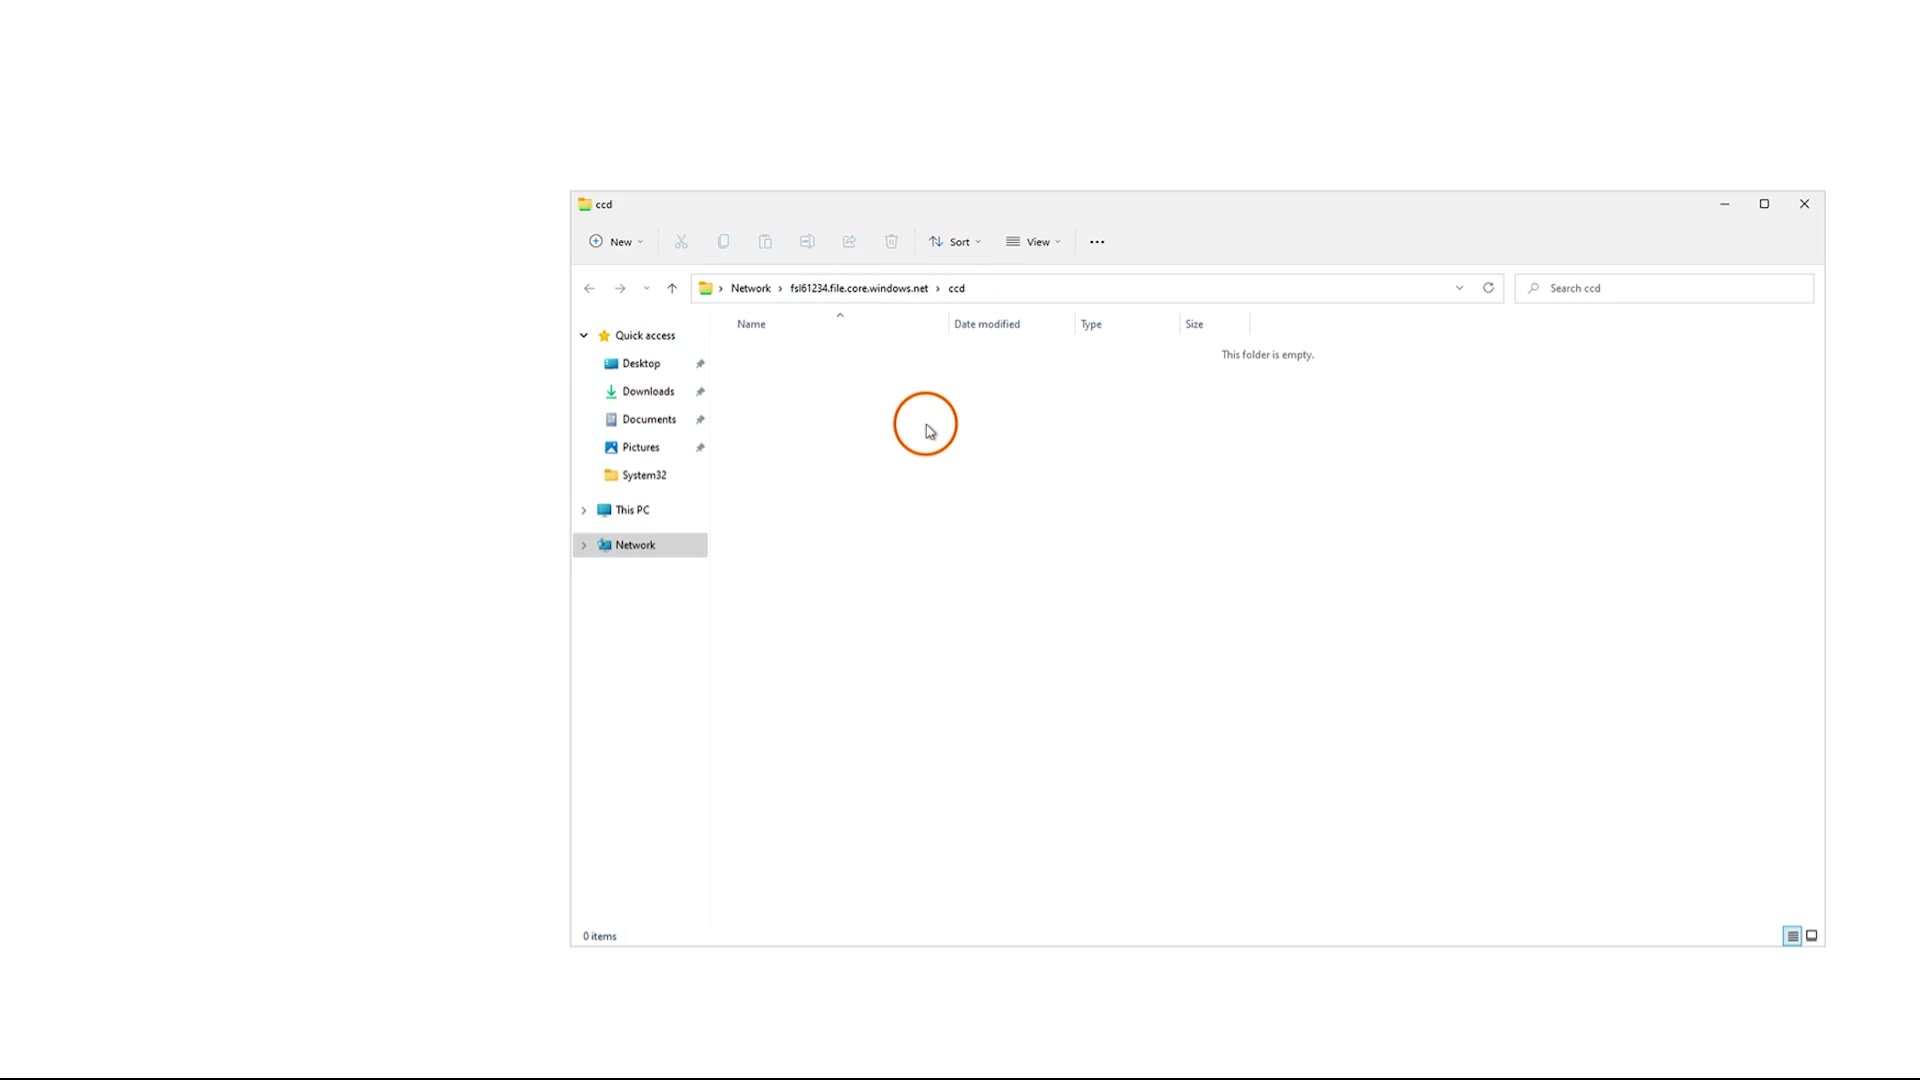 ccd
New
Sort
View
Network > fsl61234.file.core.windows.net > ccd
Search ccd
Name
Date modified
Type
Size
This folder is empty.
Quick access
Desktop
Downloads
Documents
Pictures
System32
This PC
Network
0 items